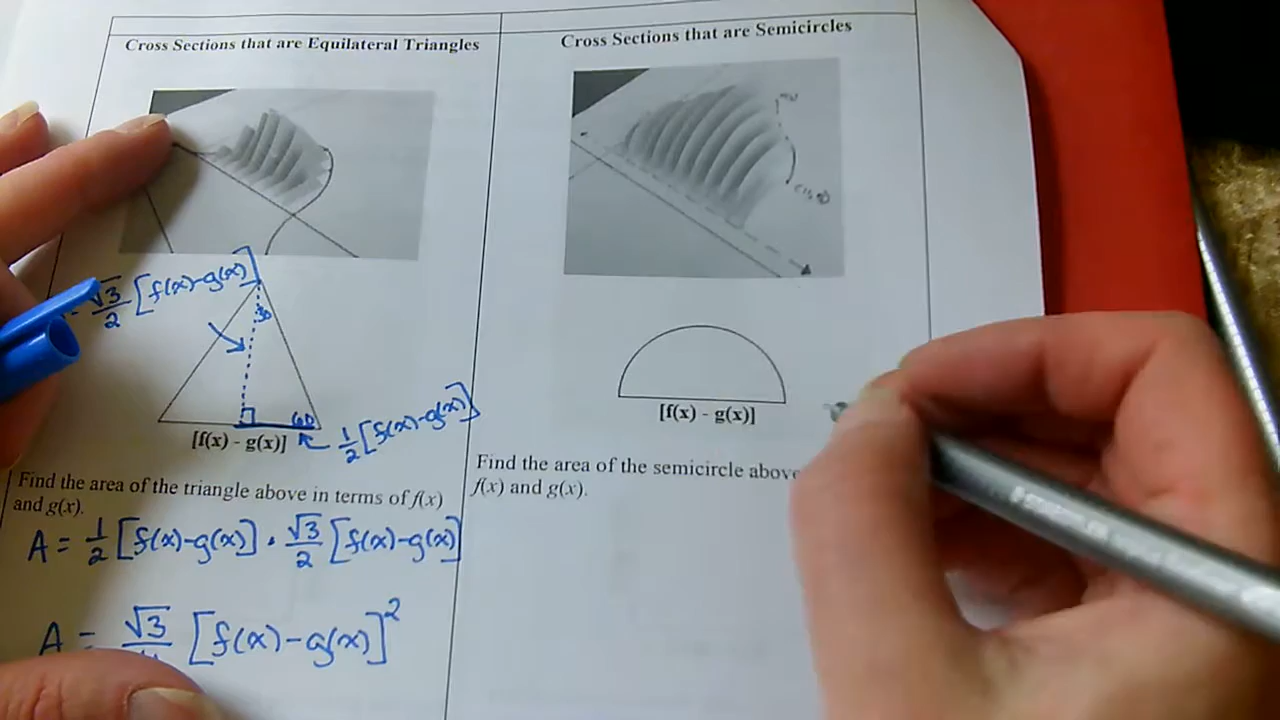 Cross Sections that are Equilateral Triangles
√3/2 [f(x)-g(x)]
30
60
[f(x) - g(x)]
1/2 [f(x)-g(x)]
Find the area of the triangle above in terms of f(x)
and g(x).
A = 1/2 [f(x)-g(x)] · √3/2 [f(x)-g(x)]
A = √3/4 [f(x)-g(x)]²
Cross Sections that are Semicircles
[f(x) - g(x)]
Find the area of the semicircle above
f(x) and g(x).